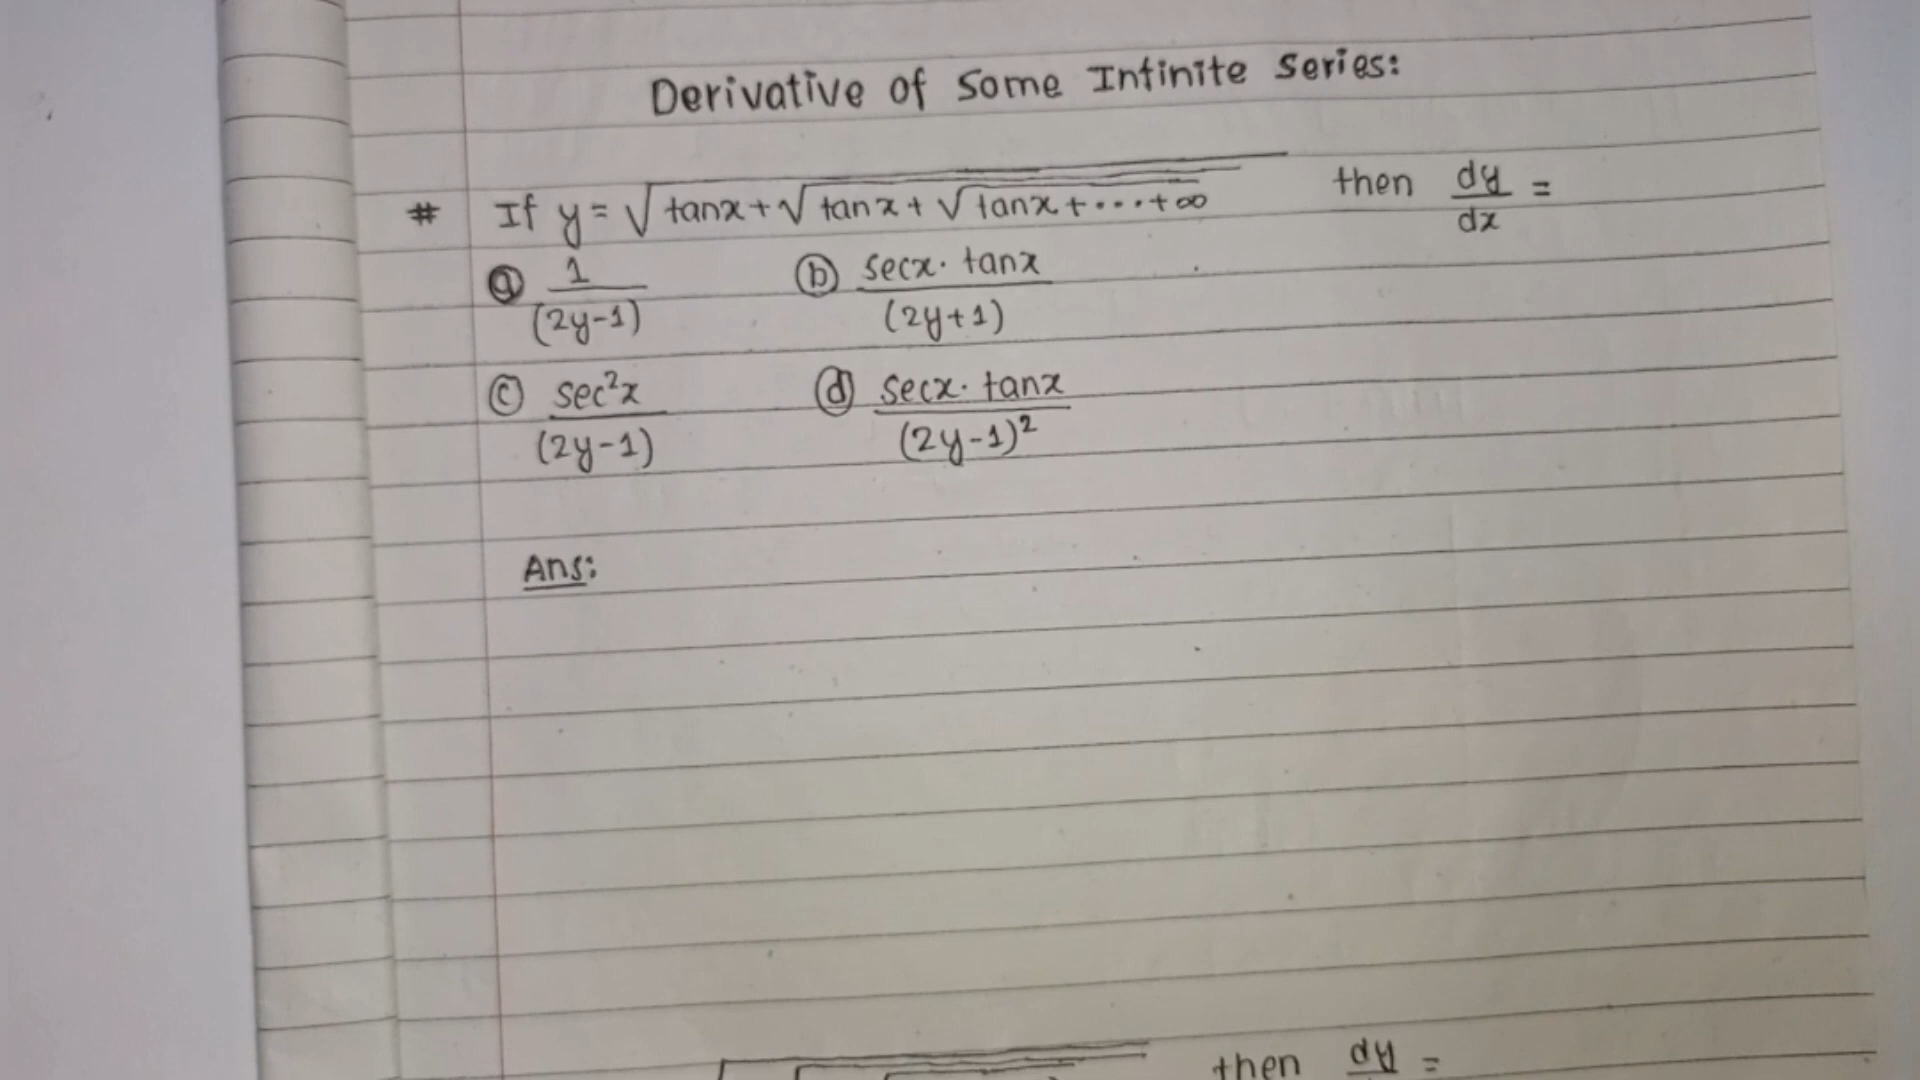 Derivative of Some Infinite Series:
# If y = √tanx + √tanx + √tanx + ... + ∞ then dy/dx =
ⓐ 1/(2y-1) ⓑ secx. tanx/(2y+1)
ⓒ sec²x/(2y-1) ⓓ secx. tanx/(2y-1)²
Ans:
then dy =